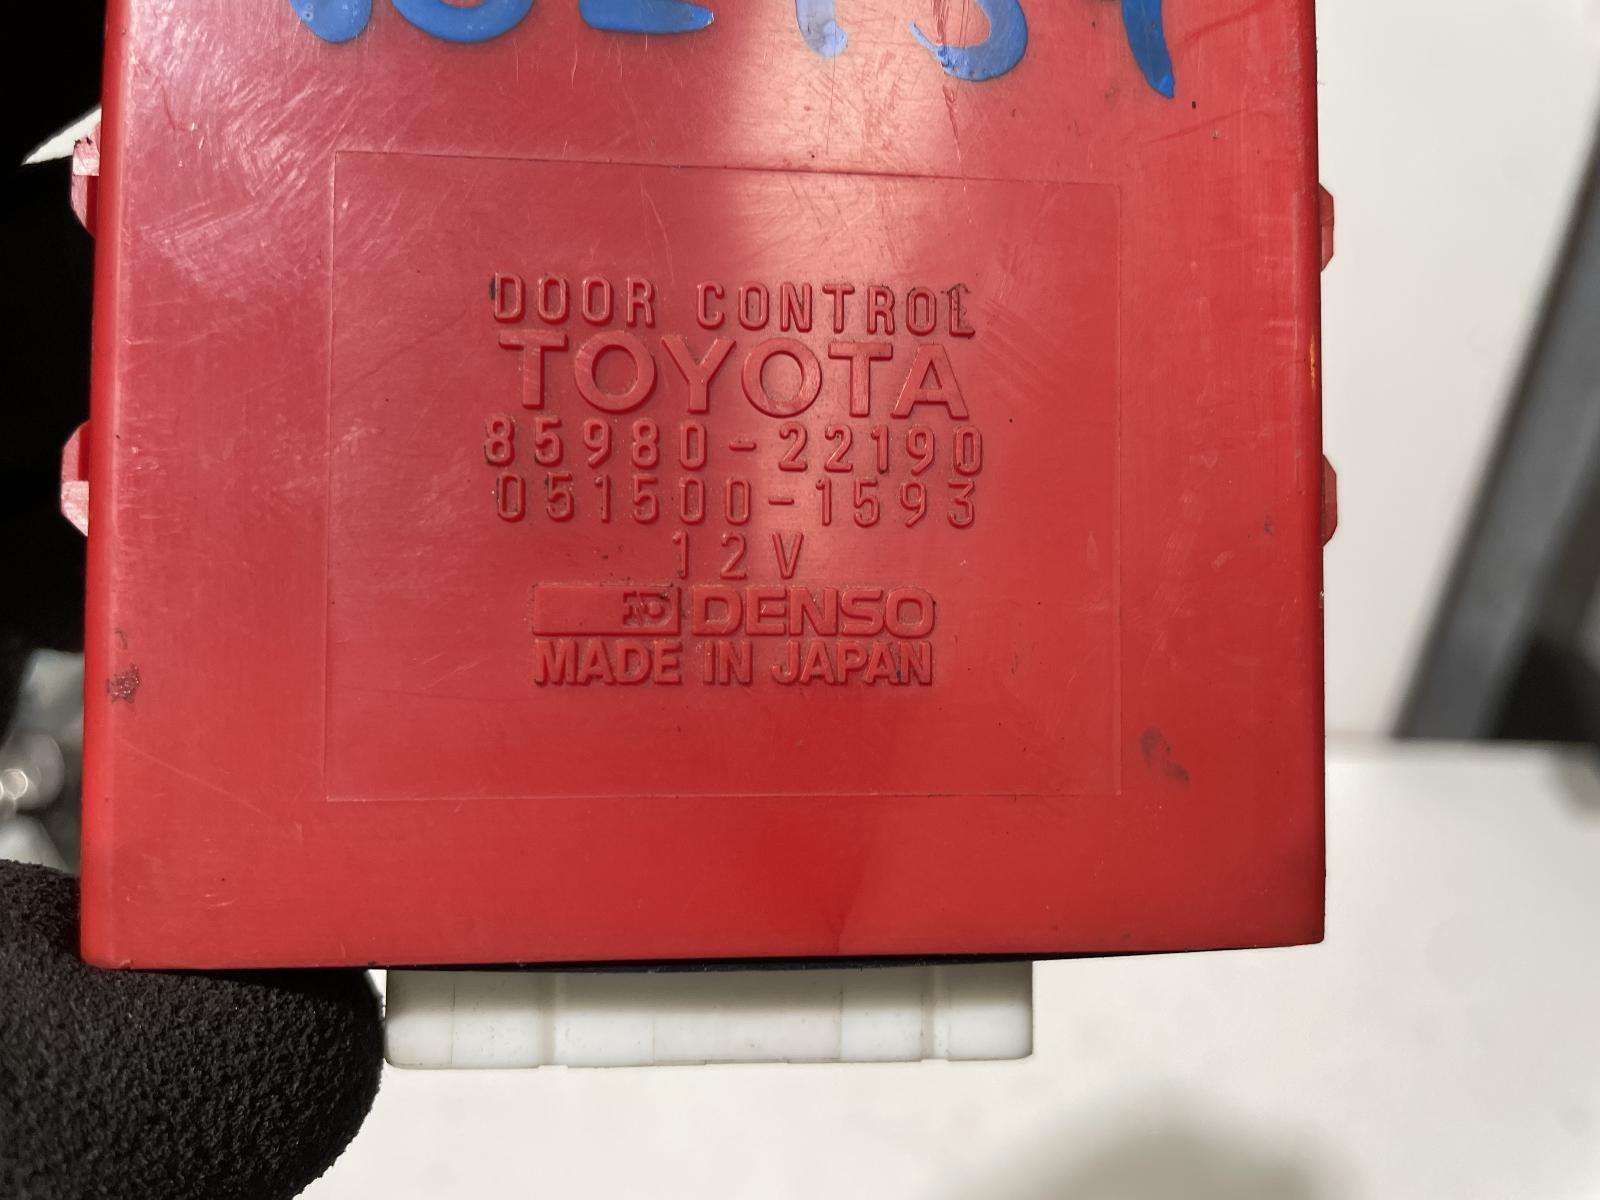 DOOR CONTROL
TOYOTA
85980-22190
051500-1593
12V
DENSO
MADE IN JAPAN